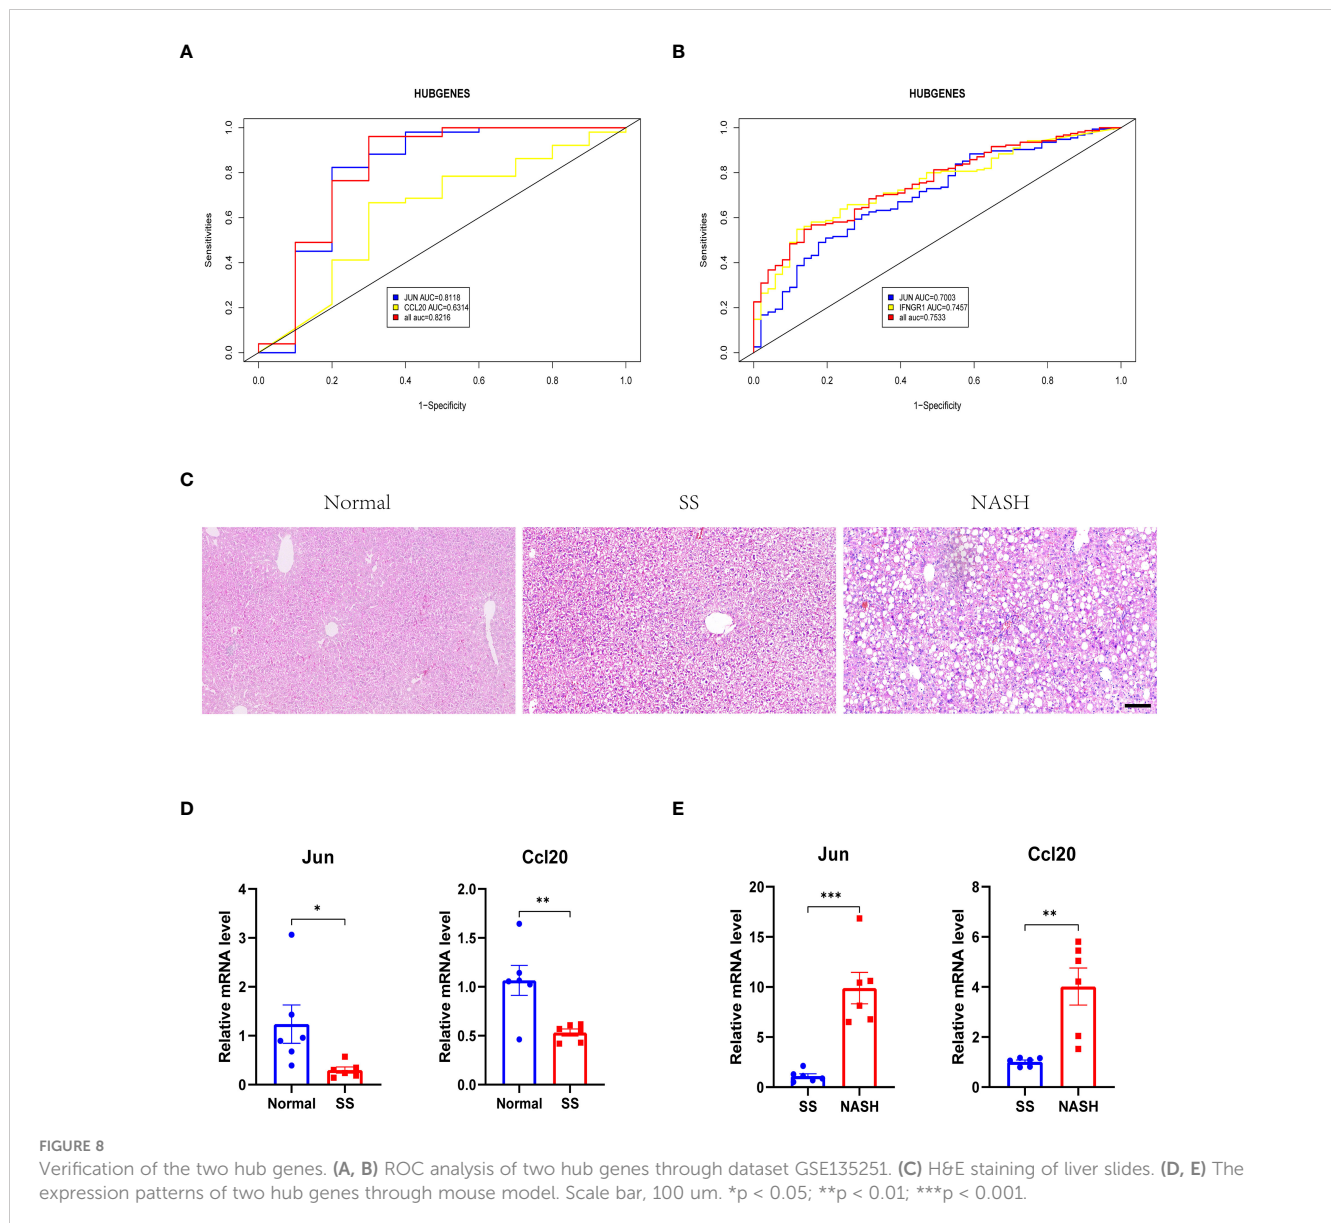 A
HUBGENES
Sensitivities
1.0
0.8
0.6
0.4
0.2
0.0
JUN AUC=0.8118
CCL20 AUC=0.6314
all auc=0.8216
0.0 0.2 0.4 0.6 0.8 1.0
1−Specificity
B
HUBGENES
Sensitivities
1.0
0.8
0.6
0.4
0.2
0.0
JUN AUC=0.7003
IFNGR1 AUC=0.7457
all auc=0.7533
0.0 0.2 0.4 0.6 0.8 1.0
1−Specificity
C
Normal SS NASH
D
Jun
Relative mRNA level
4
3
2
1
0
*
Normal SS
Ccl20
Relative mRNA level
2.0
1.5
1.0
0.5
0.0
**
Normal SS
E
Jun
Relative mRNA level
20
15
10
5
0
***
SS NASH
Ccl20
Relative mRNA level
8
6
4
2
0
**
SS NASH
FIGURE 8
Verification of the two hub genes. (A, B) ROC analysis of two hub genes through dataset GSE135251. (C) H&E staining of liver slides. (D, E) The
expression patterns of two hub genes through mouse model. Scale bar, 100 um. *p < 0.05; **p < 0.01; ***p < 0.001.